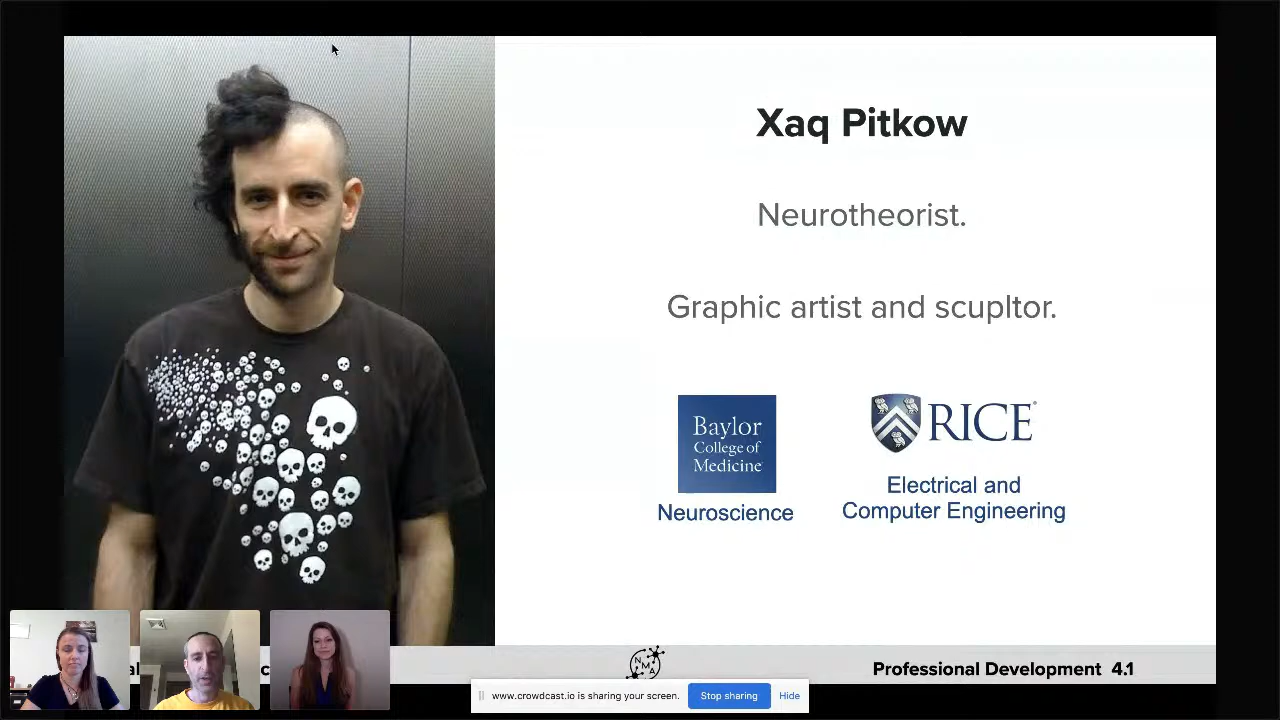 Xaq Pitkow
Neurotheorist.
Graphic artist and scupltor.
Baylor
College of
Medicine
RICE
Neuroscience
Electrical and
Computer Engineering
NMA
Professional Development 4.1
www.crowdcast.io is sharing your screen.
Stop sharing
Hide